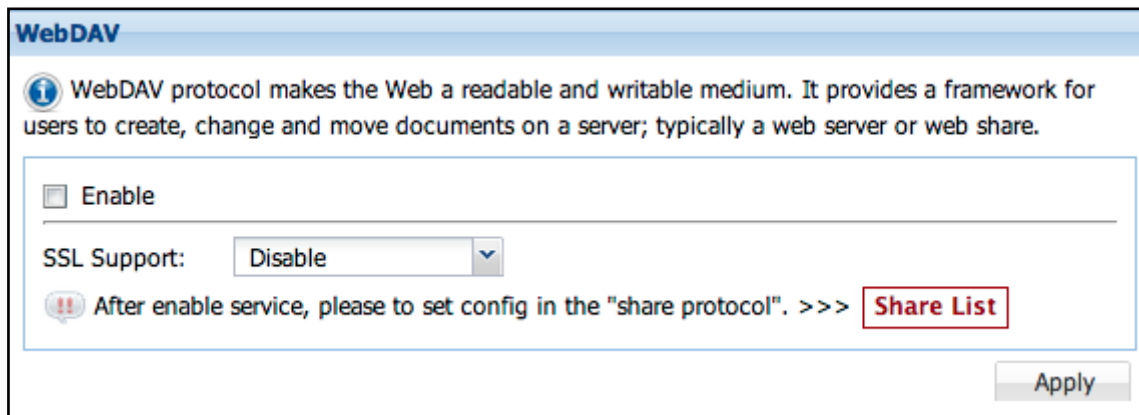 WebDAV
WebDAV protocol makes the Web a readable and writable medium. It provides a framework for
users to create, change and move documents on a server; typically a web server or web share.
Enable
SSL Support: Disable
!! After enable service, please to set config in the "share protocol". >>> Share List
Apply